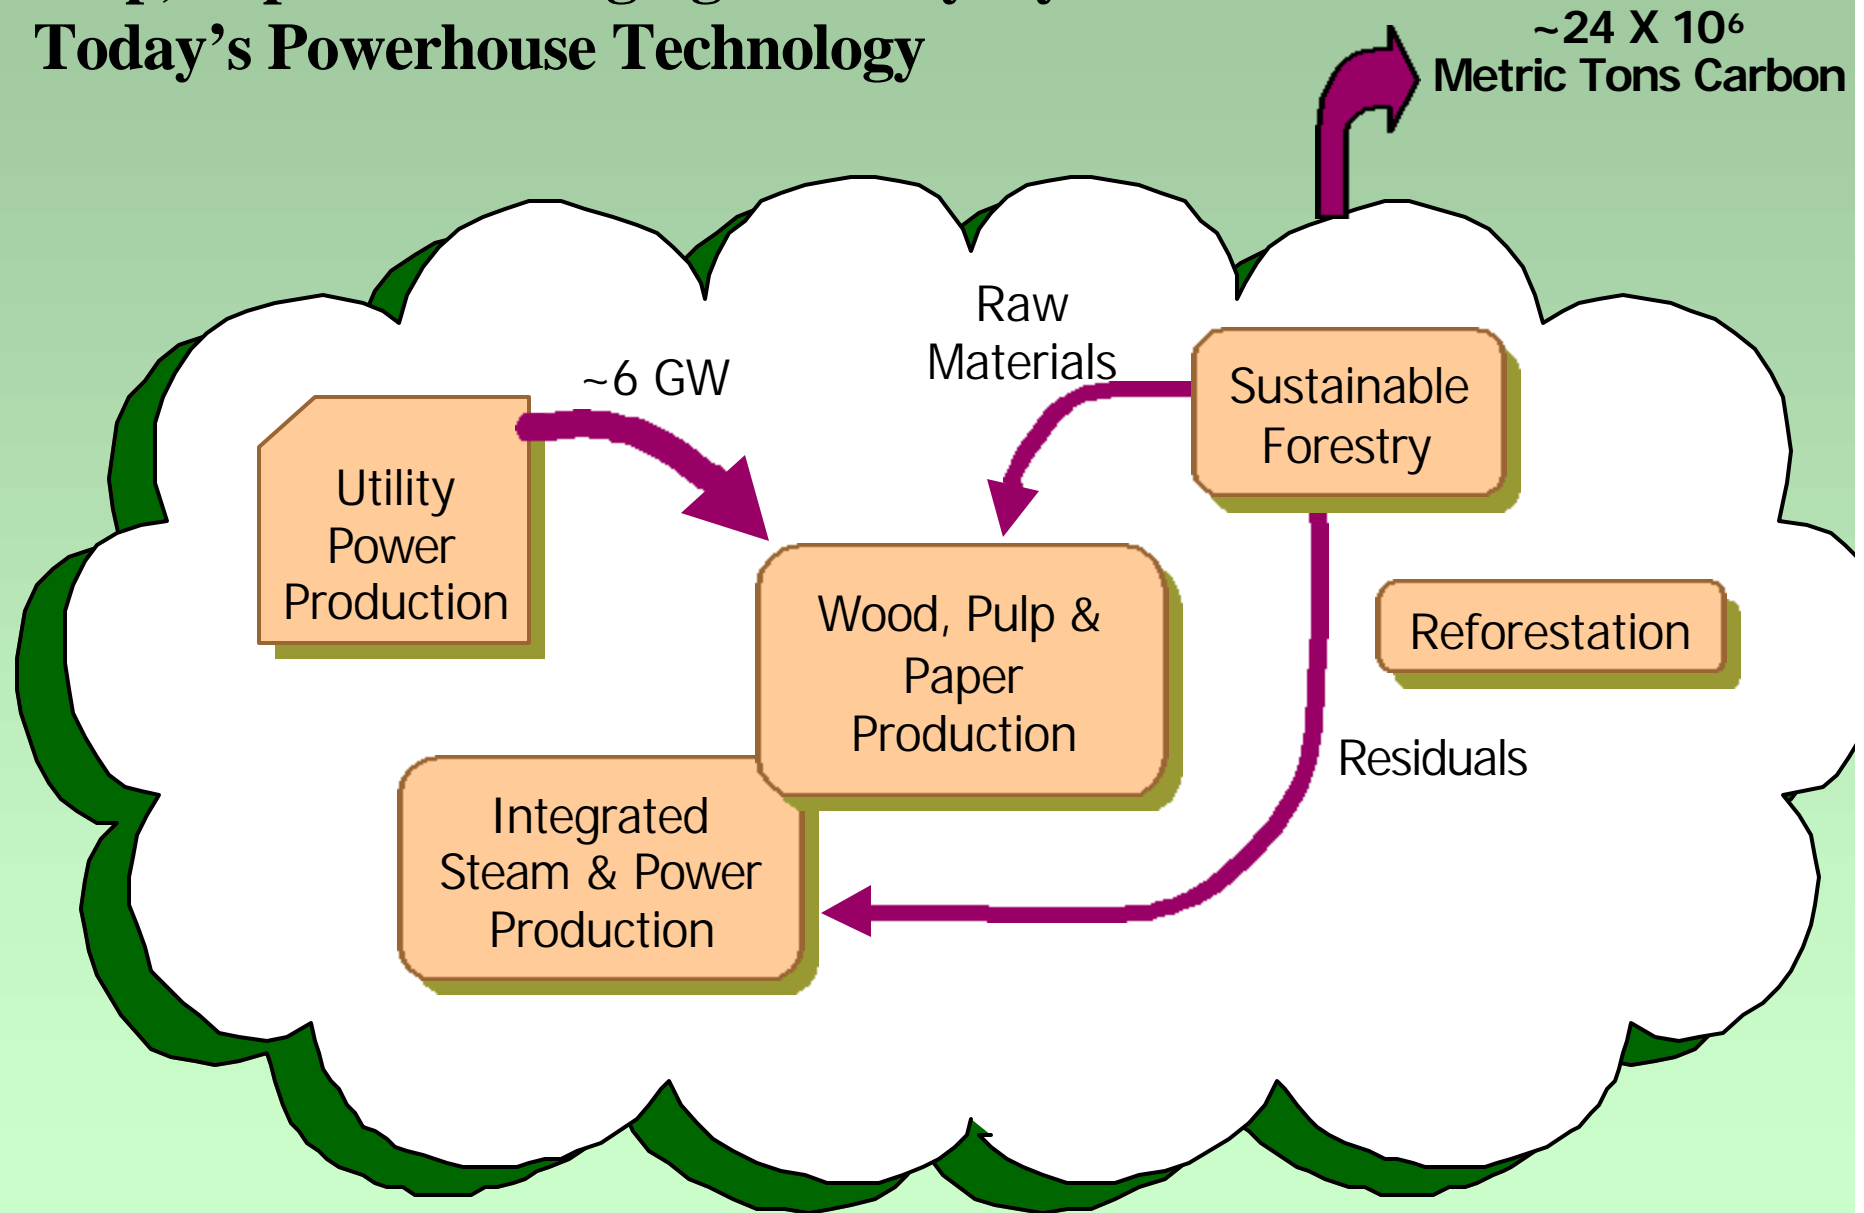 Today's Powerhouse Technology
~24 X 10⁶
Metric Tons Carbon
Raw
Materials
~6 GW
Sustainable
Forestry
Utility
Power
Production
Wood, Pulp &
Paper
Production
Reforestation
Residuals
Integrated
Steam & Power
Production